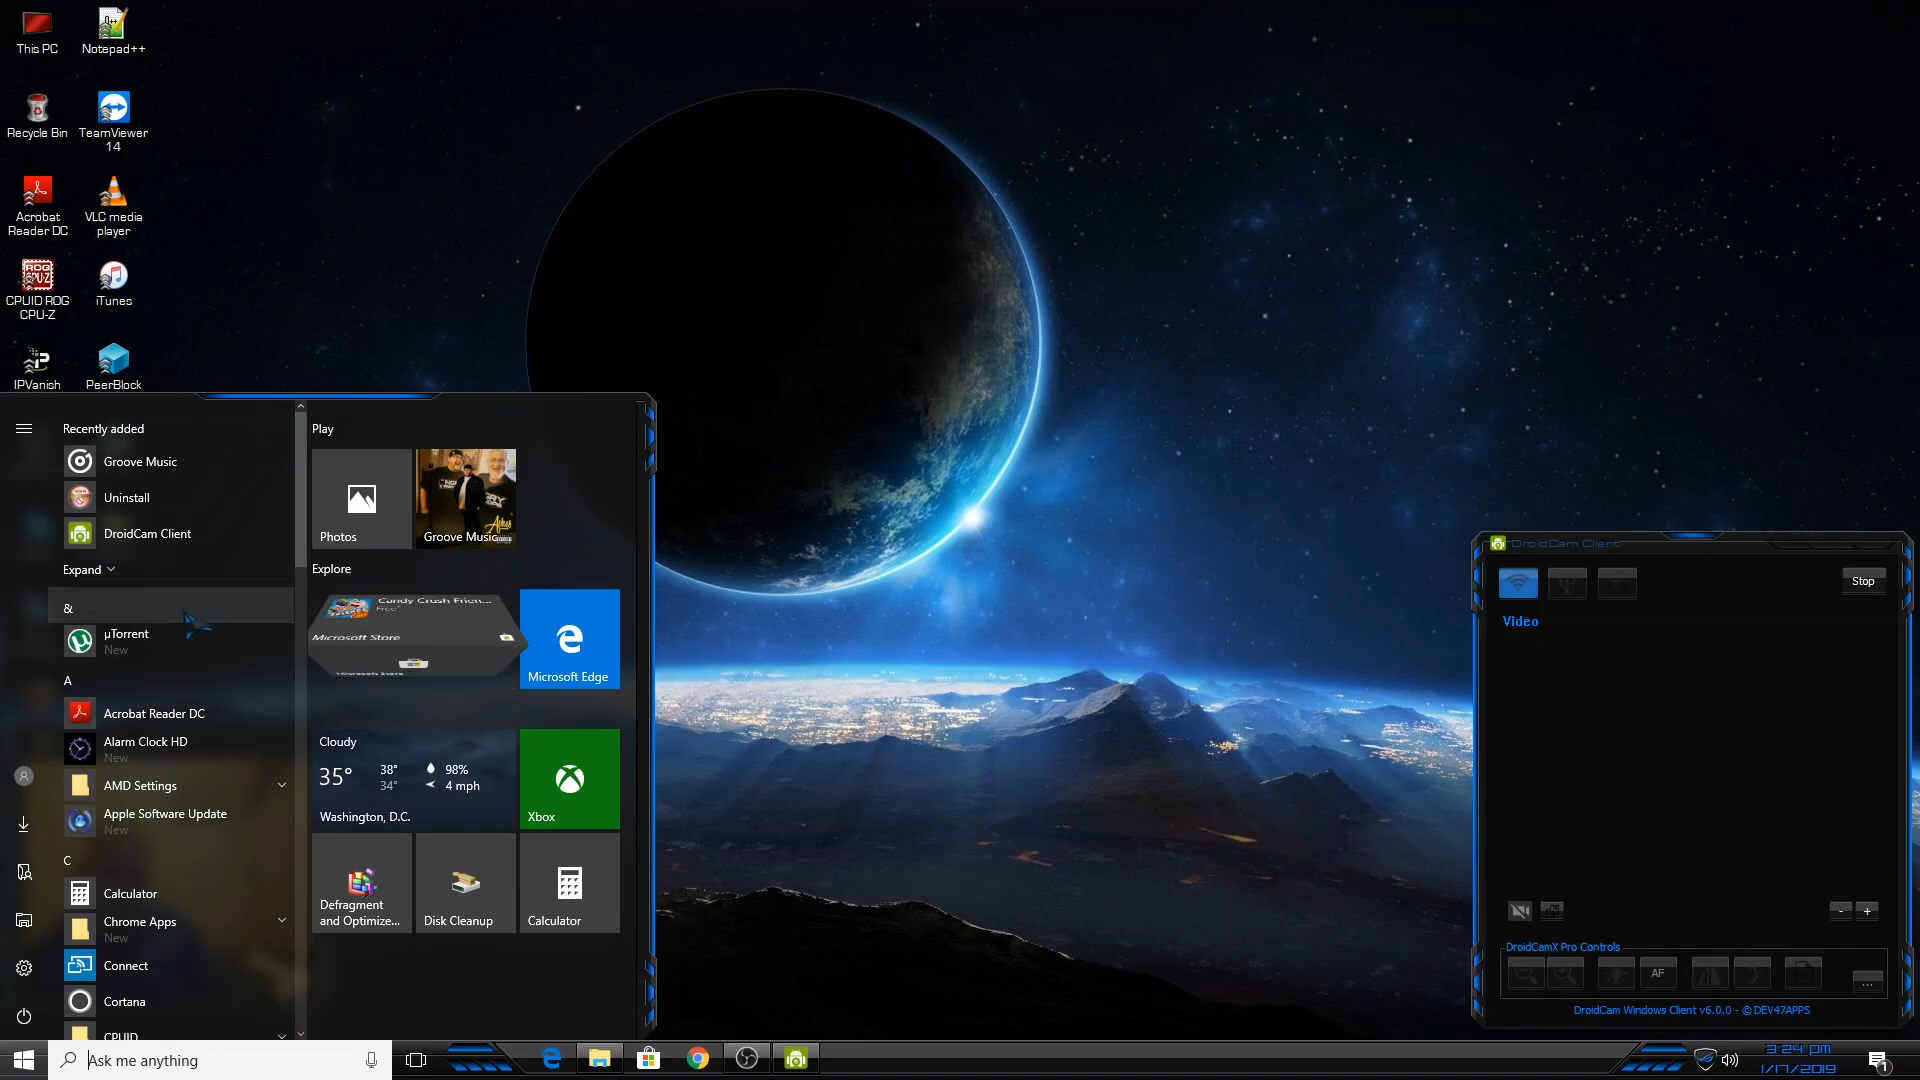 This PC
Notepad++
Recycle Bin
TeamViewer
14
Acrobat
Reader DC
VLC media
player
CPUID ROG
CPU-Z
iTunes
IPVanish
PeerBlock
Recently added
Groove Music
Uninstall
DroidCam Client
Expand
&
µTorrent
New
A
Acrobat Reader DC
Alarm Clock HD
New
AMD Settings
Apple Software Update
New
C
Calculator
Chrome Apps
New
Connect
Cortana
CPUID
Play
Photos
Groove Music
Explore
Candy Crush Frien...
Free*
Microsoft Store
Microsoft Edge
Cloudy
35°
38°
34°
98%
4 mph
Washington, D.C.
Xbox
Defragment
and Optimize...
Disk Cleanup
Calculator
DroidCam Client
Stop
Video
-
+
DroidCamX Pro Controls
AF
...
DroidCam Windows Client v6.0.0 - © DEV47APPS
Ask me anything
3:24 pm
1/17/2019
1